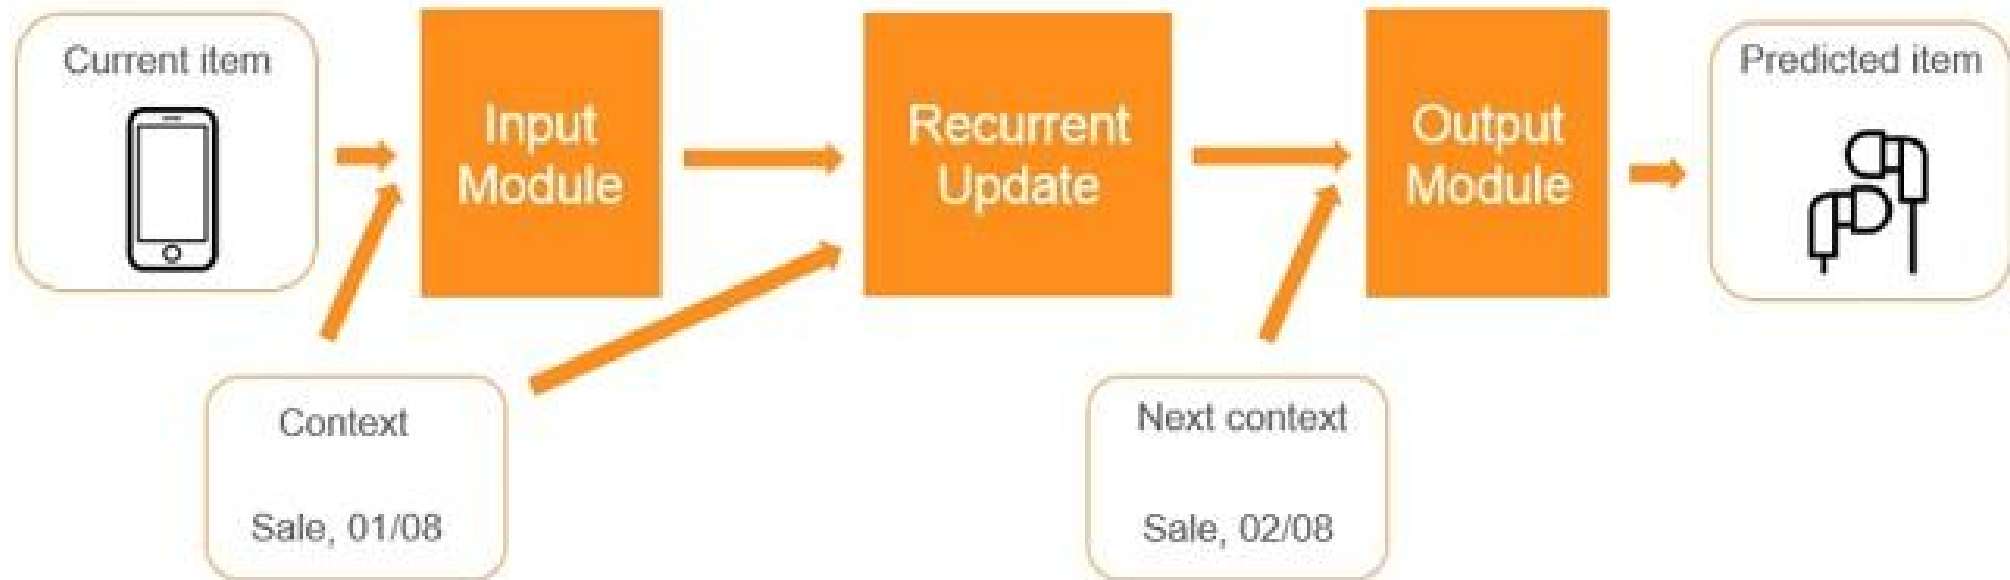 Current item
Input
Module
Recurrent
Update
Output
Module
Predicted item
Context
Sale, 01/08
Next context
Sale, 02/08